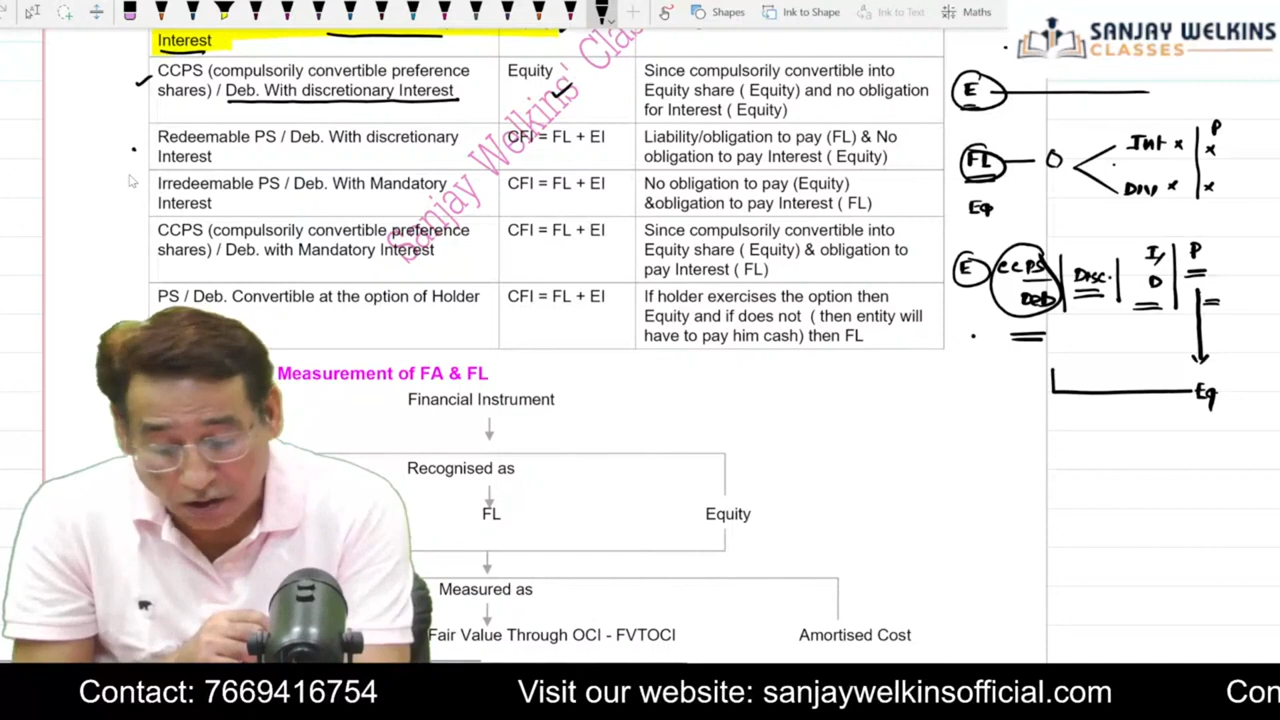 Shapes
Ink to Shape
Ink to Text
Maths
SANJAY WELKINS
CLASSES
Interest
CCPS (compulsorily convertible preference
shares) / Deb. With discretionary Interest
Equity
Since compulsorily convertible into
Equity share ( Equity) and no obligation
for Interest ( Equity)
Redeemable PS / Deb. With discretionary
Interest
CFI = FL + EI
Liability/obligation to pay (FL) & No
obligation to pay Interest ( Equity)
Irredeemable PS / Deb. With Mandatory
Interest
CFI = FL + EI
No obligation to pay (Equity)
&obligation to pay Interest ( FL)
CCPS (compulsorily convertible preference
shares) / Deb. with Mandatory Interest
CFI = FL + EI
Since compulsorily convertible into
Equity share ( Equity) & obligation to
pay Interest ( FL)
PS / Deb. Convertible at the option of Holder
CFI = FL + EI
If holder exercises the option then
Equity and if does not ( then entity will
have to pay him cash) then FL
Sanjay Welkins' Clas
E
FL
O
Int x
P
x
Div x
x
Eq
E
CCPS
Deb
Disc.
I/
D
P
Eq
Measurement of FA & FL
Financial Instrument
Recognised as
FL
Equity
Measured as
Fair Value Through OCI - FVTOCI
Amortised Cost
Contact: 7669416754
Visit our website: sanjaywelkinsofficial.com
Con